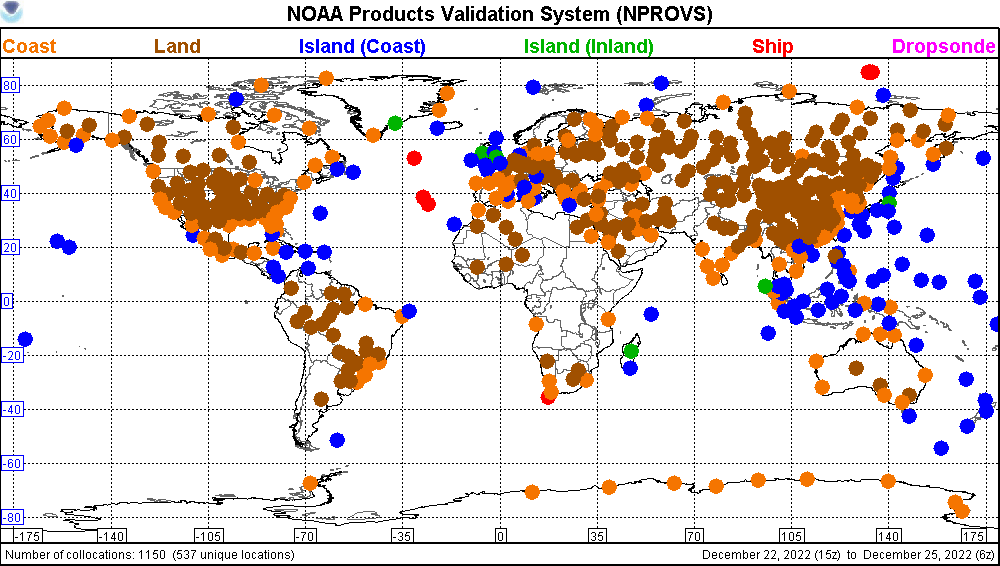 NOAA Products Validation System (NPROVS)
Coast Land Island (Coast) Island (Inland) Ship Dropsonde
80
60
40
20
0
-20
-40
-60
-80
-175 -140 -105 -70 -35 0 35 70 105 140 175
Number of collocations: 1150 (537 unique locations) December 22, 2022 (15z) to December 25, 2022 (6z)